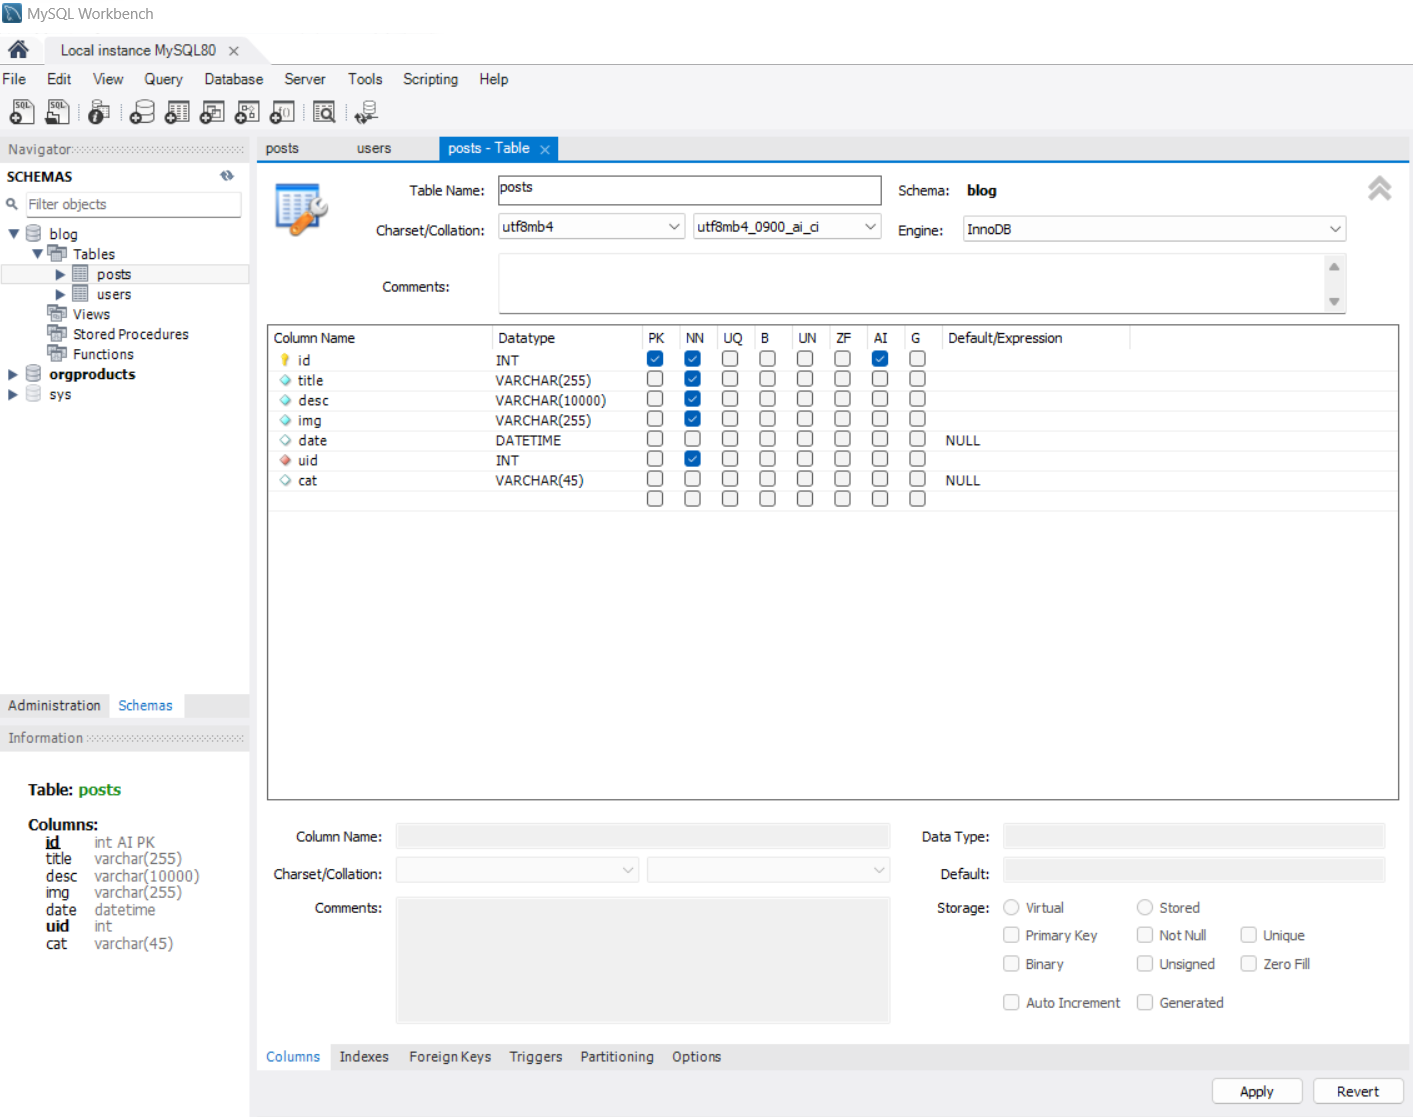 MySQL Workbench
Local instance MySQL80
File Edit View Query Database Server Tools Scripting Help
Navigator
SCHEMAS
Filter objects
blog
Tables
posts
users
Views
Stored Procedures
Functions
orgproducts
sys
Administration Schemas
Information
Table: posts
Columns:
id int AI PK
title varchar(255)
desc varchar(10000)
img varchar(255)
date datetime
uid int
cat varchar(45)
posts users posts - Table
Table Name: posts Schema: blog
Charset/Collation: utf8mb4 utf8mb4_0900_ai_ci Engine: InnoDB
Comments:
Column Name Datatype PK NN UQ B UN ZF AI G Default/Expression
id INT
title VARCHAR(255)
desc VARCHAR(10000)
img VARCHAR(255)
date DATETIME NULL
uid INT
cat VARCHAR(45) NULL
Column Name: Data Type:
Charset/Collation: Default:
Comments: Storage: Virtual Stored
Primary Key Not Null Unique
Binary Unsigned Zero Fill
Auto Increment Generated
Columns Indexes Foreign Keys Triggers Partitioning Options
Apply Revert